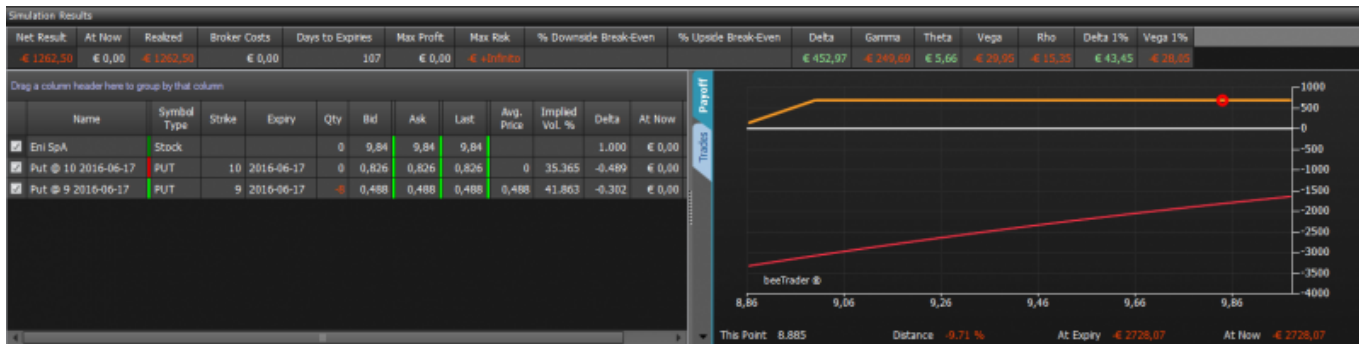 Simulation Results
Net Result At Now Realized Broker Costs Days to Expiries Max Profit Max Risk % Downside Break-Even % Upside Break-Even Delta Gamma Theta Vega Rho Delta 1% Vega 1%
-€ 1262,50 € 0,00 -€ 1262,50 € 0,00 107 € 0,00 -€ +Infinito € 452,97 -€ 249,69 € 5,66 -€ 29,95 -€ 15,35 € 43,45 -€ 28,05
Drag a column header here to group by that column
Name Symbol Type Strike Expiry Qty Bid Ask Last Avg. Price Implied Vol. % Delta At Now
Eni SpA Stock 0 9,84 9,84 9,84 1.000 € 0,00
Put @ 10 2016-06-17 PUT 10 2016-06-17 0 0,826 0,826 0,826 0 35.365 -0.489 € 0,00
Put @ 9 2016-06-17 PUT 9 2016-06-17 0,488 0,488 0,488 0,488 41.863 -0.302 € 0,00
Payoff
Trades
1000
500
0
-500
-1000
-1500
-2000
-2500
-3000
-3500
-4000
beeTrader ®
8,86 9,06 9,26 9,46 9,66 9,86
This Point 8.885 Distance -9.71 % At Expiry -€ 2728,07 At Now -€ 2728,07